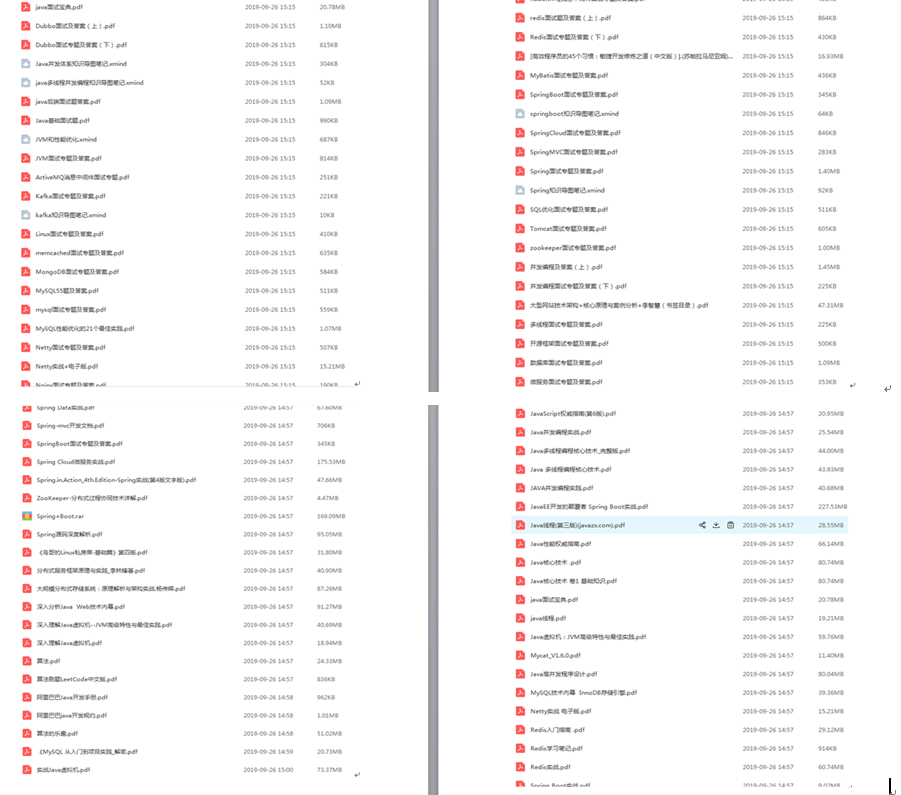 java面试宝典.pdf 2019-09-26 15:15 20.78MB
Dubbo面试及答案（上）.pdf 2019-09-26 15:15 1.10MB
Dubbo面试专题及答案（下）.pdf 2019-09-26 15:15 615KB
Java并发体系知识导图笔记.xmind 2019-09-26 15:15 304KB
java多线程并发编程知识导图笔记.xmind 2019-09-26 15:15 52KB
java后端面试题答案.pdf 2019-09-26 15:15 1.09MB
Java基础面试题.pdf 2019-09-26 15:15 990KB
JVM和性能优化.xmind 2019-09-26 15:15 687KB
JVM面试专题及答案.pdf 2019-09-26 15:15 814KB
ActiveMQ消息中间件面试专题.pdf 2019-09-26 15:15 251KB
Kafka面试专题及答案.pdf 2019-09-26 15:15 221KB
kafka知识导图笔记.xmind 2019-09-26 15:15 10KB
Linux面试专题及答案.pdf 2019-09-26 15:15 410KB
memcached面试专题及答案.pdf 2019-09-26 15:15 635KB
MongoDB面试专题及答案.pdf 2019-09-26 15:15 584KB
MySQL55题及答案.pdf 2019-09-26 15:15 511KB
mysql面试专题及答案.pdf 2019-09-26 15:15 559KB
MySQL性能优化的21个最佳实践.pdf 2019-09-26 15:15 1.07MB
Netty面试专题及答案.pdf 2019-09-26 15:15 507KB
Netty实战+电子版.pdf 2019-09-26 15:15 15.21MB
Nginx面试专题及答案.pdf 2019-09-26 15:15 190KB
redis面试题及答案（上）.pdf 2019-09-26 15:15 864KB
Redis面试专题及答案（下）.pdf 2019-09-26 15:15 430KB
[高效程序员的45个习惯：敏捷开发修炼之道（中文版）].(苏帕拉马尼亚姆)... 2019-09-26 15:15 16.93MB
MyBatis面试专题及答案.pdf 2019-09-26 15:15 436KB
SpringBoot面试专题及答案.pdf 2019-09-26 15:15 345KB
springboot知识导图笔记.xmind 2019-09-26 15:15 64KB
SpringCloud面试专题及答案.pdf 2019-09-26 15:15 846KB
SpringMVC面试专题及答案.pdf 2019-09-26 15:15 283KB
Spring面试专题及答案.pdf 2019-09-26 15:15 1.40MB
Spring知识导图笔记.xmind 2019-09-26 15:15 92KB
SQL优化面试专题及答案.pdf 2019-09-26 15:15 511KB
Tomcat面试专题及答案.pdf 2019-09-26 15:15 605KB
zookeeper面试专题及答案.pdf 2019-09-26 15:15 1.00MB
并发编程及答案（上）.pdf 2019-09-26 15:15 1.45MB
并发编程面试专题及答案（下）.pdf 2019-09-26 15:15 225KB
大型网站技术架构+核心原理与案例分析+李智慧（书签目录）.pdf 2019-09-26 15:15 47.31MB
多线程面试专题及答案.pdf 2019-09-26 15:15 225KB
开源框架面试专题及答案.pdf 2019-09-26 15:15 500KB
数据库面试专题及答案.pdf 2019-09-26 15:15 1.09MB
微服务面试专题及答案.pdf 2019-09-26 15:15 353KB
Spring Data实战.pdf 2019-09-26 14:57 67.60MB
Spring-mvc开发文档.pdf 2019-09-26 14:57 706KB
SpringBoot面试专题及答案.pdf 2019-09-26 14:57 345KB
Spring Cloud微服务实战.pdf 2019-09-26 14:57 175.53MB
Spring.in.Action_4th.Edition-Spring实战(第4版文字版).pdf 2019-09-26 14:57 47.66MB
ZooKeeper-分布式过程协同技术详解.pdf 2019-09-26 14:57 4.47MB
Spring+Boot.rar 2019-09-26 14:57 169.09MB
Spring源码深度解析.pdf 2019-09-26 14:57 95.05MB
《鸟哥的Linux私房菜-基础篇》第四版.pdf 2019-09-26 14:57 31.80MB
分布式服务框架原理与实践_李林锋著.pdf 2019-09-26 14:57 40.90MB
大规模分布式存储系统：原理解析与架构实战.杨传辉.pdf 2019-09-26 14:57 87.26MB
深入分析Java Web技术内幕.pdf 2019-09-26 14:57 91.27MB
深入理解Java虚拟机--JVM高级特性与最佳实践.pdf 2019-09-26 14:57 40.69MB
深入理解Java虚拟机.pdf 2019-09-26 14:57 18.94MB
算法.pdf 2019-09-26 14:57 24.33MB
算法刷题LeetCode中文版.pdf 2019-09-26 14:57 836KB
阿里巴巴Java开发手册.pdf 2019-09-26 14:58 962KB
阿里巴巴java开发规约.pdf 2019-09-26 14:58 1.01MB
算法的乐趣.pdf 2019-09-26 14:58 51.02MB
《MySQL 从入门到项目实践_解密.pdf 2019-09-26 14:59 20.73MB
实战Java虚拟机.pdf 2019-09-26 15:00 73.37MB
JavaScript权威指南(第6版).pdf 2019-09-26 14:57 20.95MB
Java并发编程实战.pdf 2019-09-26 14:57 25.54MB
Java多线程编程核心技术_完整版.pdf 2019-09-26 14:57 44.00MB
Java 多线程编程核心技术.pdf 2019-09-26 14:57 43.93MB
JAVA并发编程实践.pdf 2019-09-26 14:57 40.68MB
JavaEE开发的颠覆者 Spring Boot实战.pdf 2019-09-26 14:57 227.53MB
Java线程(第三版)(javazx.com).pdf 2019-09-26 14:57 28.55MB
Java性能权威指南.pdf 2019-09-26 14:57 66.14MB
Java核心技术 .pdf 2019-09-26 14:57 80.74MB
Java核心技术 卷1 基础知识.pdf 2019-09-26 14:57 80.74MB
java面试宝典.pdf 2019-09-26 14:57 20.78MB
java线程.pdf 2019-09-26 14:57 19.21MB
Java虚拟机：JVM高级特性与最佳实践.pdf 2019-09-26 14:57 59.76MB
Mycat_V1.6.0.pdf 2019-09-26 14:57 11.40MB
Java高并发程序设计.pdf 2019-09-26 14:57 80.04MB
MySQL技术内幕 InnoDB存储引擎.pdf 2019-09-26 14:57 39.36MB
Netty实战 电子版.pdf 2019-09-26 14:57 15.21MB
Redis入门指南 .pdf 2019-09-26 14:57 29.12MB
Redis学习笔记.pdf 2019-09-26 14:57 914KB
Redis实战.pdf 2019-09-26 14:57 60.74MB
Spring Boot实战.pdf 2019-09-26 14:57 9.02MB